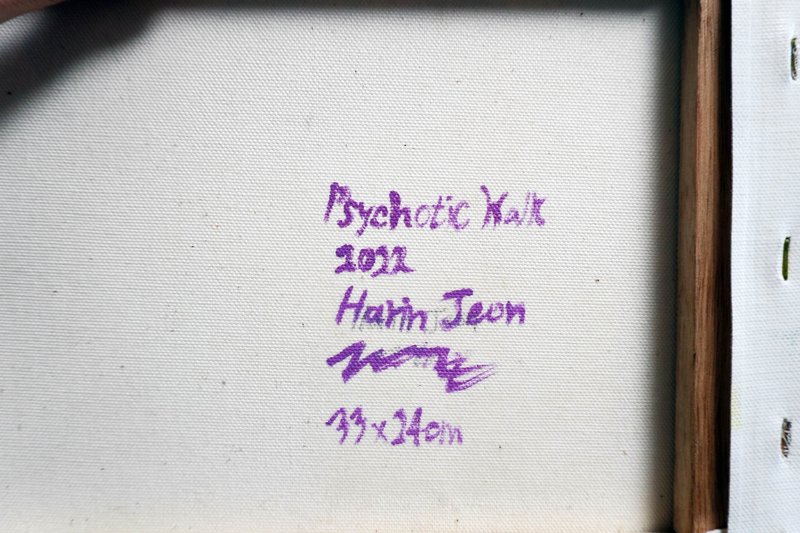 Psychotic Walk
2022
Harin Jeon
33x24cm